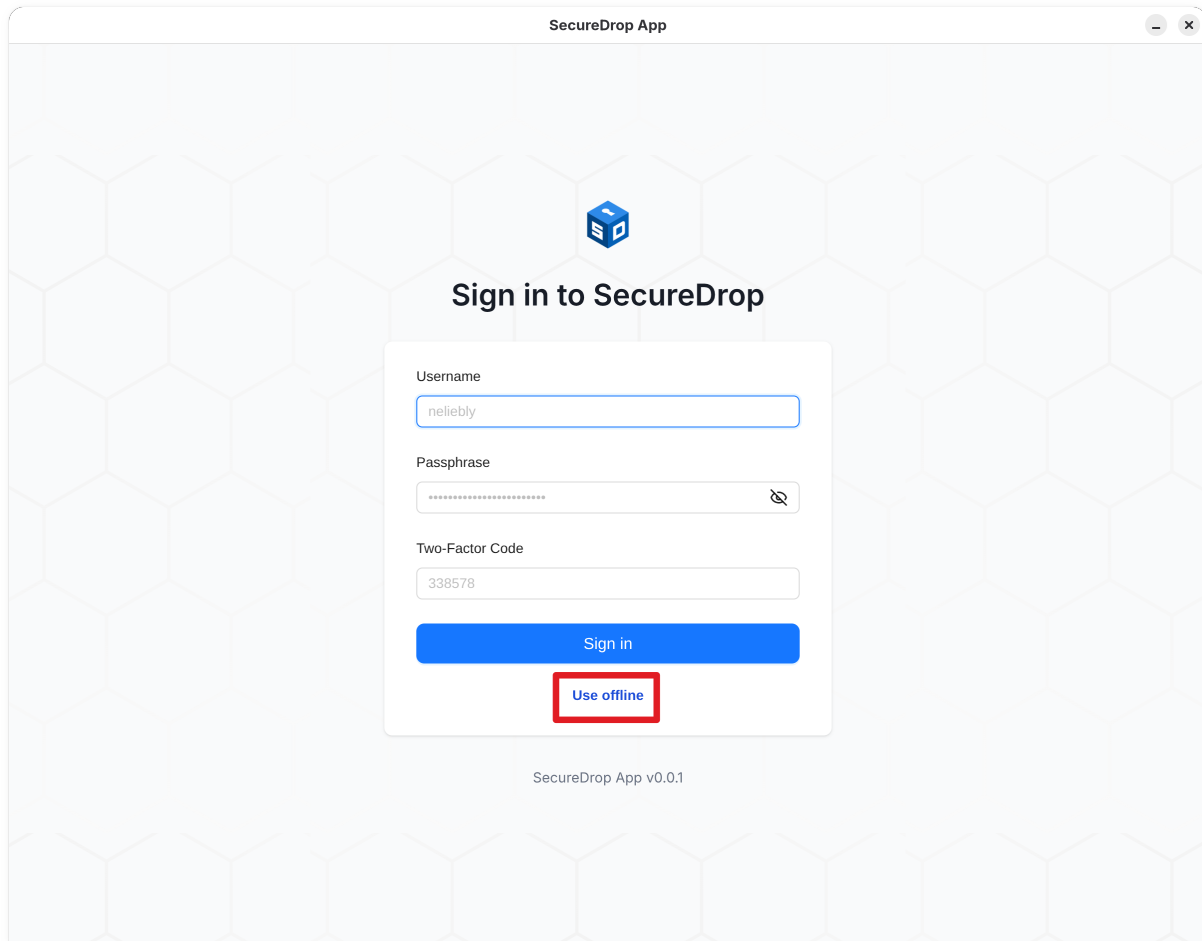 SecureDrop App
SD
Sign in to SecureDrop
Username
neliebly
Passphrase
••••••••••••••••••••••••
Two-Factor Code
338578
Sign in
Use offline
SecureDrop App v0.0.1